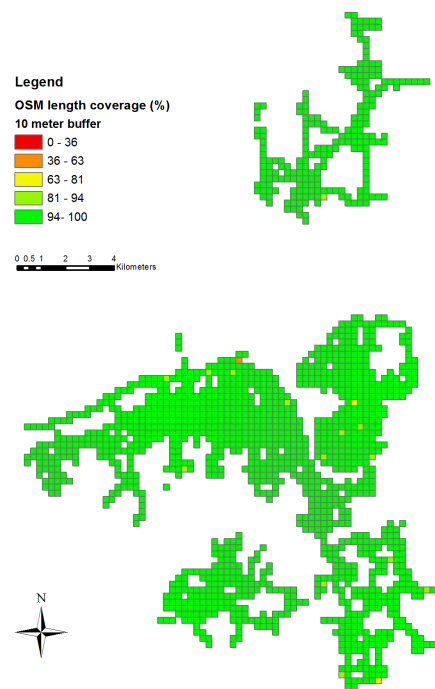 Legend
OSM length coverage (%)
10 meter buffer
0 - 36
36 - 63
63 - 81
81 - 94
94- 100
0 0.5 1 2 3 4
Kilometers
N